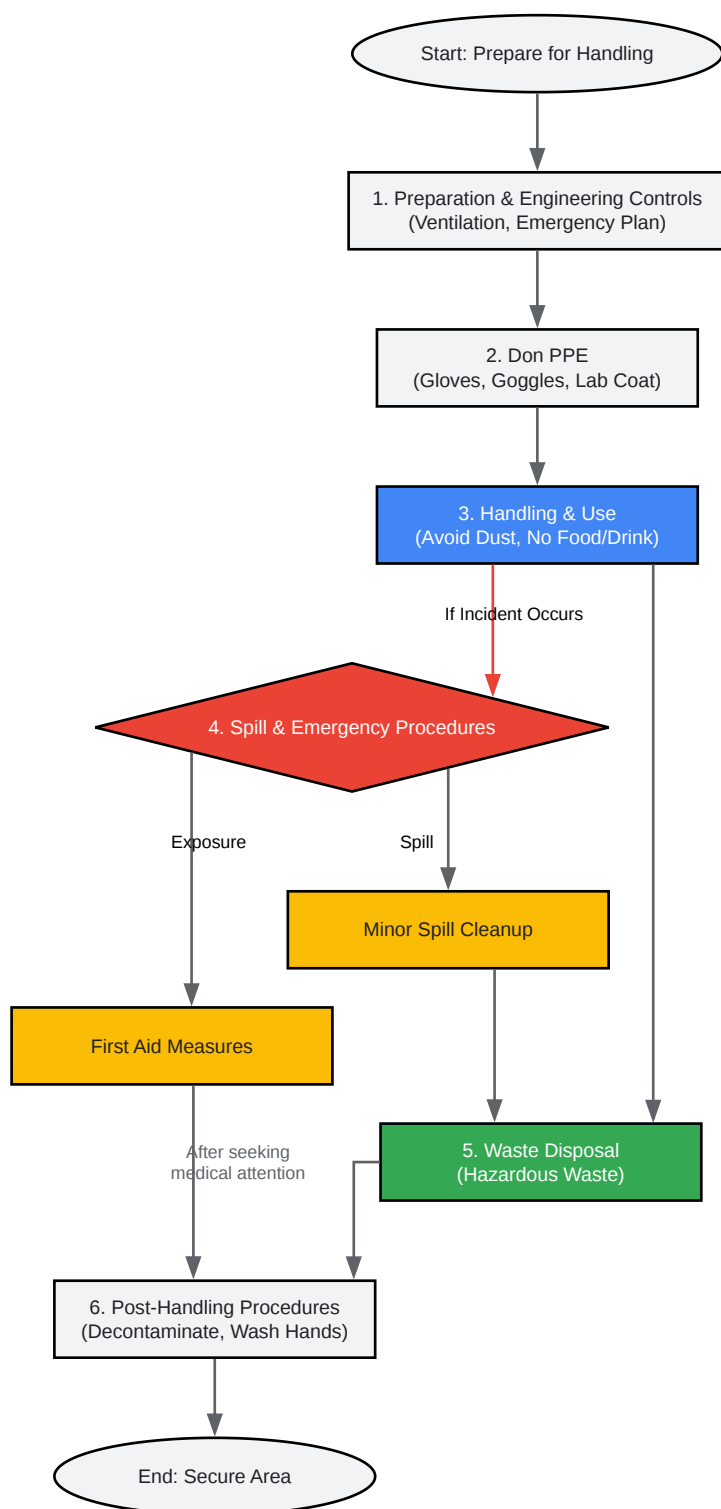 Start: Prepare for Handling
1. Preparation & Engineering Controls
(Ventilation, Emergency Plan)
2. Don PPE
(Gloves, Goggles, Lab Coat)
3. Handling & Use
(Avoid Dust, No Food/Drink)
If Incident Occurs
4. Spill & Emergency Procedures
Exposure
Spill
Minor Spill Cleanup
First Aid Measures
After seeking
medical attention
5. Waste Disposal
(Hazardous Waste)
6. Post-Handling Procedures
(Decontaminate, Wash Hands)
End: Secure Area